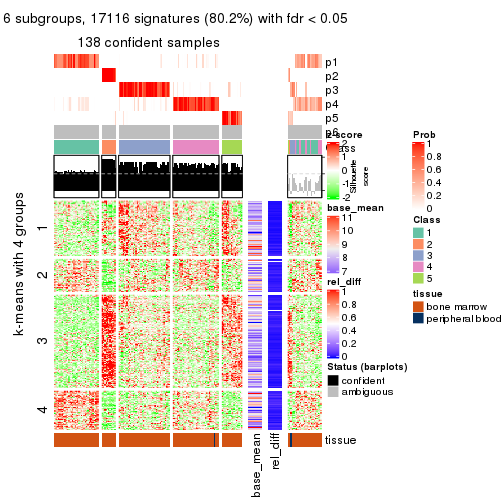 6 subgroups, 17116 signatures (80.2%) with fdr < 0.05
138 confident samples
p1
p2
p3
p4
p5
p6
z-score
2
1
0
-1
-2
Class
Silhouette
score
k-means with 4 groups
1
2
3
4
base_mean
11
10
9
8
7
rel_diff
1
0.8
0.6
0.4
0.2
0
Status (barplots)
confident
ambiguous
Prob
1
0.8
0.6
0.4
0.2
0
Class
1
2
3
4
5
tissue
bone marrow
peripheral blood
tissue
base_mean
rel_diff